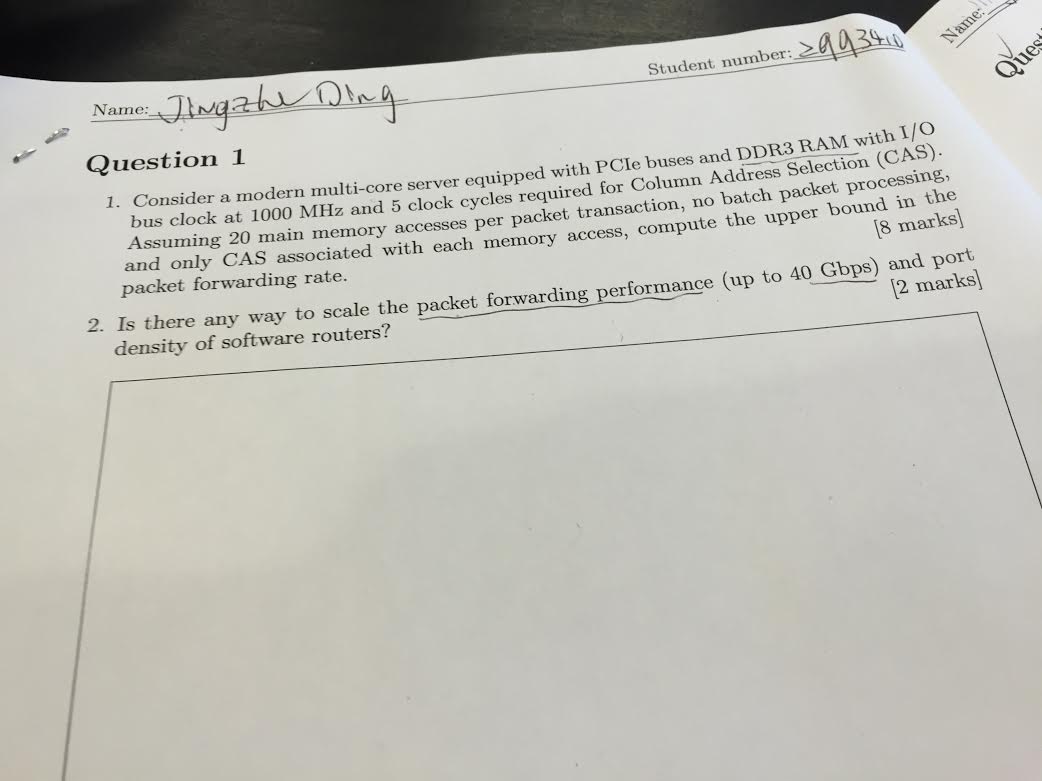 Name: Jingzhe Ding
Student number:
Name:
Question 1
1. Consider a modern multi-core server equipped with PCIe buses and DDR3 RAM with I/O
bus clock at 1000 MHz and 5 clock cycles required for Column Address Selection (CAS).
Assuming 20 main memory accesses per packet transaction, no batch packet processing,
and only CAS associated with each memory access, compute the upper bound in the
packet forwarding rate.
[8 marks]
2. Is there any way to scale the packet forwarding performance (up to 40 Gbps) and port
density of software routers?
[2 marks]